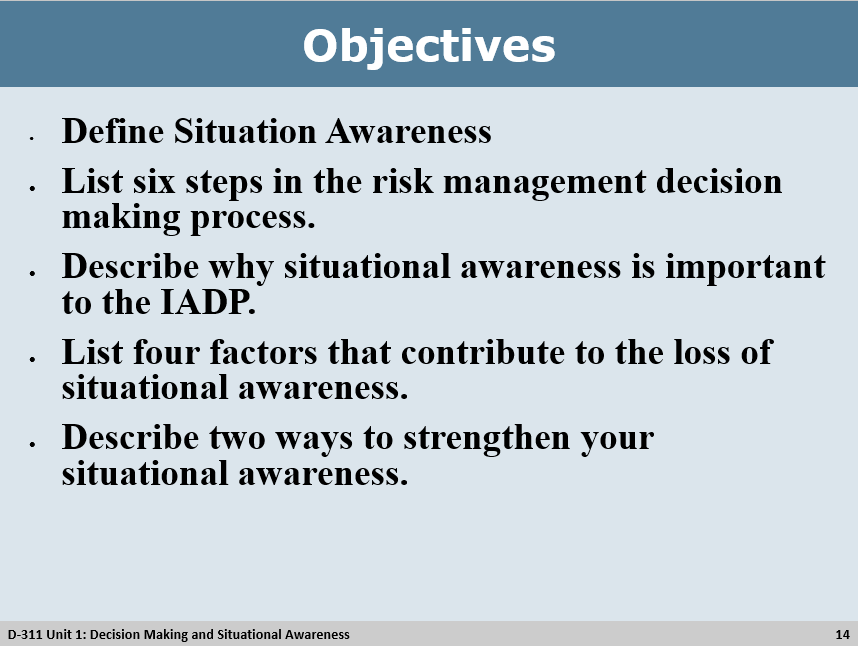 Objectives
• Define Situation Awareness
• List six steps in the risk management decision
making process.
• Describe why situational awareness is important
to the IADP.
• List four factors that contribute to the loss of
situational awareness.
• Describe two ways to strengthen your
situational awareness.
D-311 Unit 1: Decision Making and Situational Awareness 14